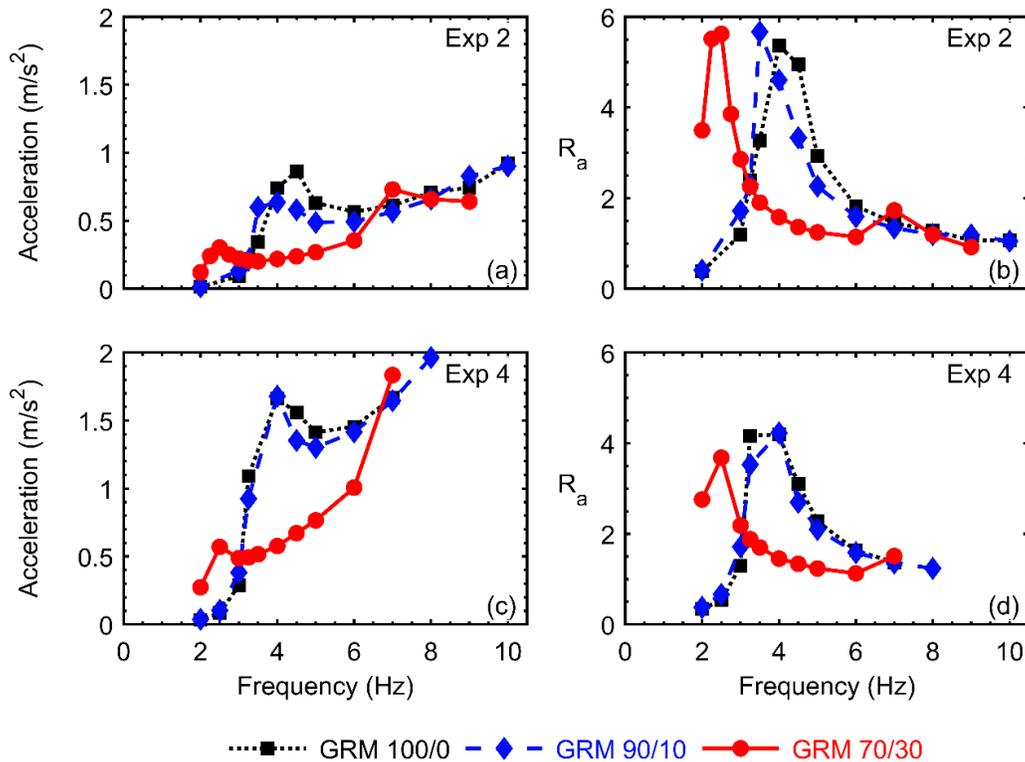 2
1.5
1
0.5
0
Acceleration (m/s²)
Exp 2
(a)
6
4
2
0
Rₐ
Exp 2
(b)
2
1.5
1
0.5
0
Acceleration (m/s²)
Exp 4
(c)
0 2 4 6 8 10
Frequency (Hz)
6
4
2
0
Rₐ
Exp 4
(d)
0 2 4 6 8 10
Frequency (Hz)
GRM 100/0 GRM 90/10 GRM 70/30